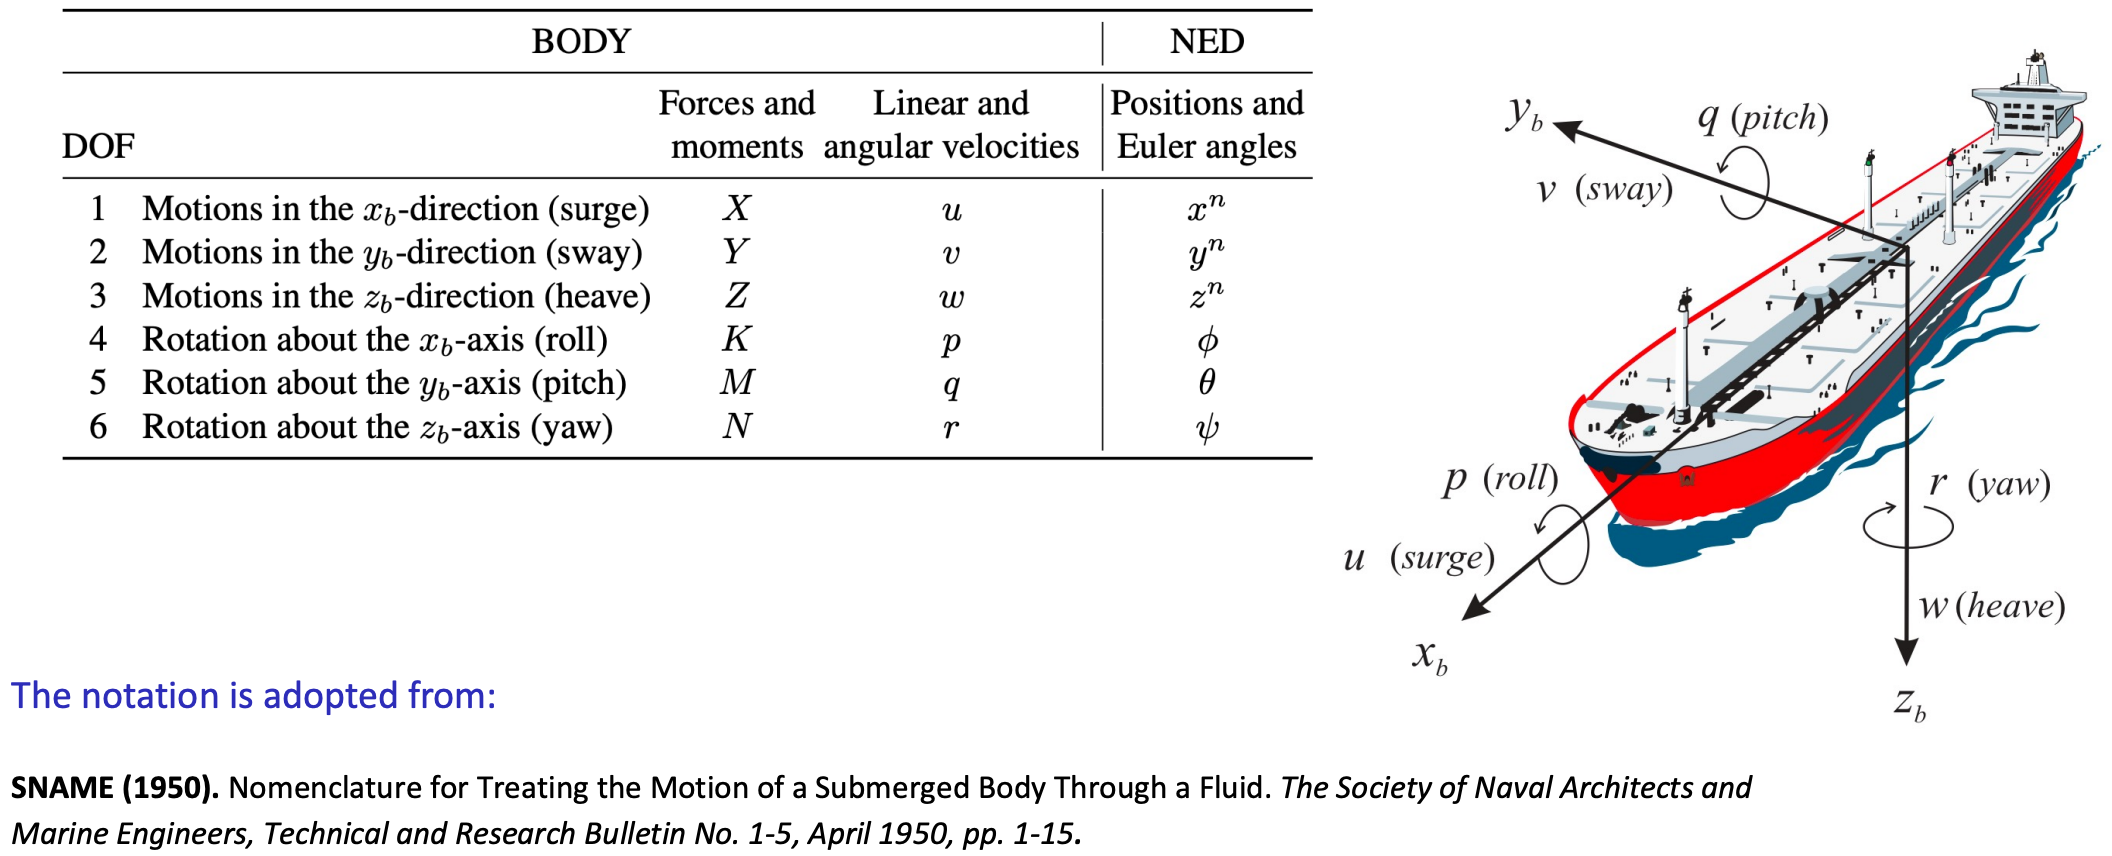 BODY NED
DOF Forces and moments Linear and angular velocities Positions and Euler angles
1 Motions in the x_b-direction (surge) X u x^n
2 Motions in the y_b-direction (sway) Y v y^n
3 Motions in the z_b-direction (heave) Z w z^n
4 Rotation about the x_b-axis (roll) K p ϕ
5 Rotation about the y_b-axis (pitch) M q θ
6 Rotation about the z_b-axis (yaw) N r ψ
y_b
q (pitch)
v (sway)
p (roll)
r (yaw)
u (surge)
w (heave)
x_b
z_b
The notation is adopted from:
SNAME (1950). Nomenclature for Treating the Motion of a Submerged Body Through a Fluid. The Society of Naval Architects and
Marine Engineers, Technical and Research Bulletin No. 1-5, April 1950, pp. 1-15.